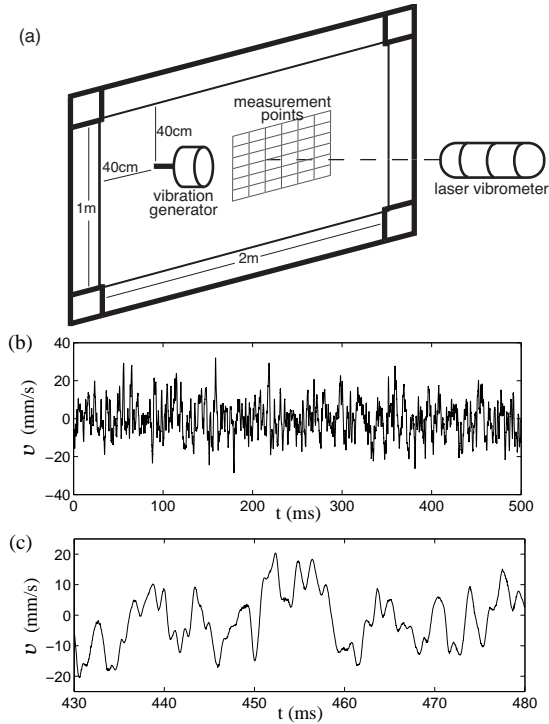 (a)
measurement
points
40cm
40cm
vibration
generator
laser vibrometer
1m
2m
(b)
40
20
0
−20
−40
v (mm/s)
0 100 200 300 400 500
t (ms)
(c)
20
10
0
−10
−20
v (mm/s)
430 440 450 460 470 480
t (ms)